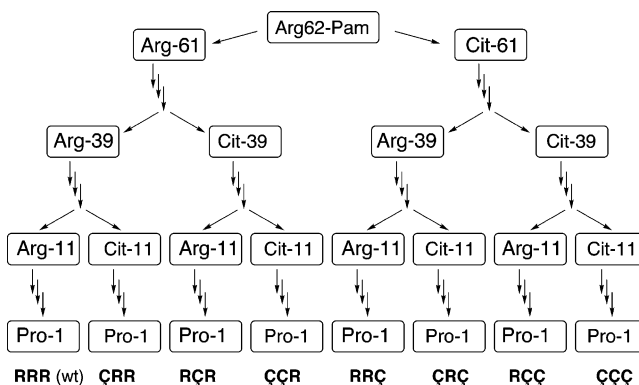 Arg62-Pam
Arg-61 Cit-61
Arg-39 Cit-39 Arg-39 Cit-39
Arg-11 Cit-11 Arg-11 Cit-11 Arg-11 Cit-11 Arg-11 Cit-11
Pro-1 Pro-1 Pro-1 Pro-1 Pro-1 Pro-1 Pro-1 Pro-1
RRR (wt) ÇRR RÇR ÇÇR RRÇ ÇRÇ RÇÇ ÇÇÇ